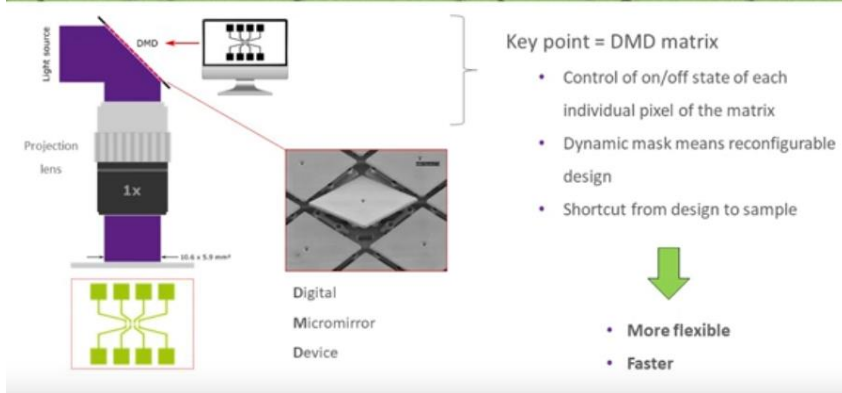 Light source
DMD
Projection
lens
1x
10.6 x 5.9 mm²
Digital
Micromirror
Device
Key point = DMD matrix
• Control of on/off state of each
individual pixel of the matrix
• Dynamic mask means reconfigurable
design
• Shortcut from design to sample
• More flexible
• Faster